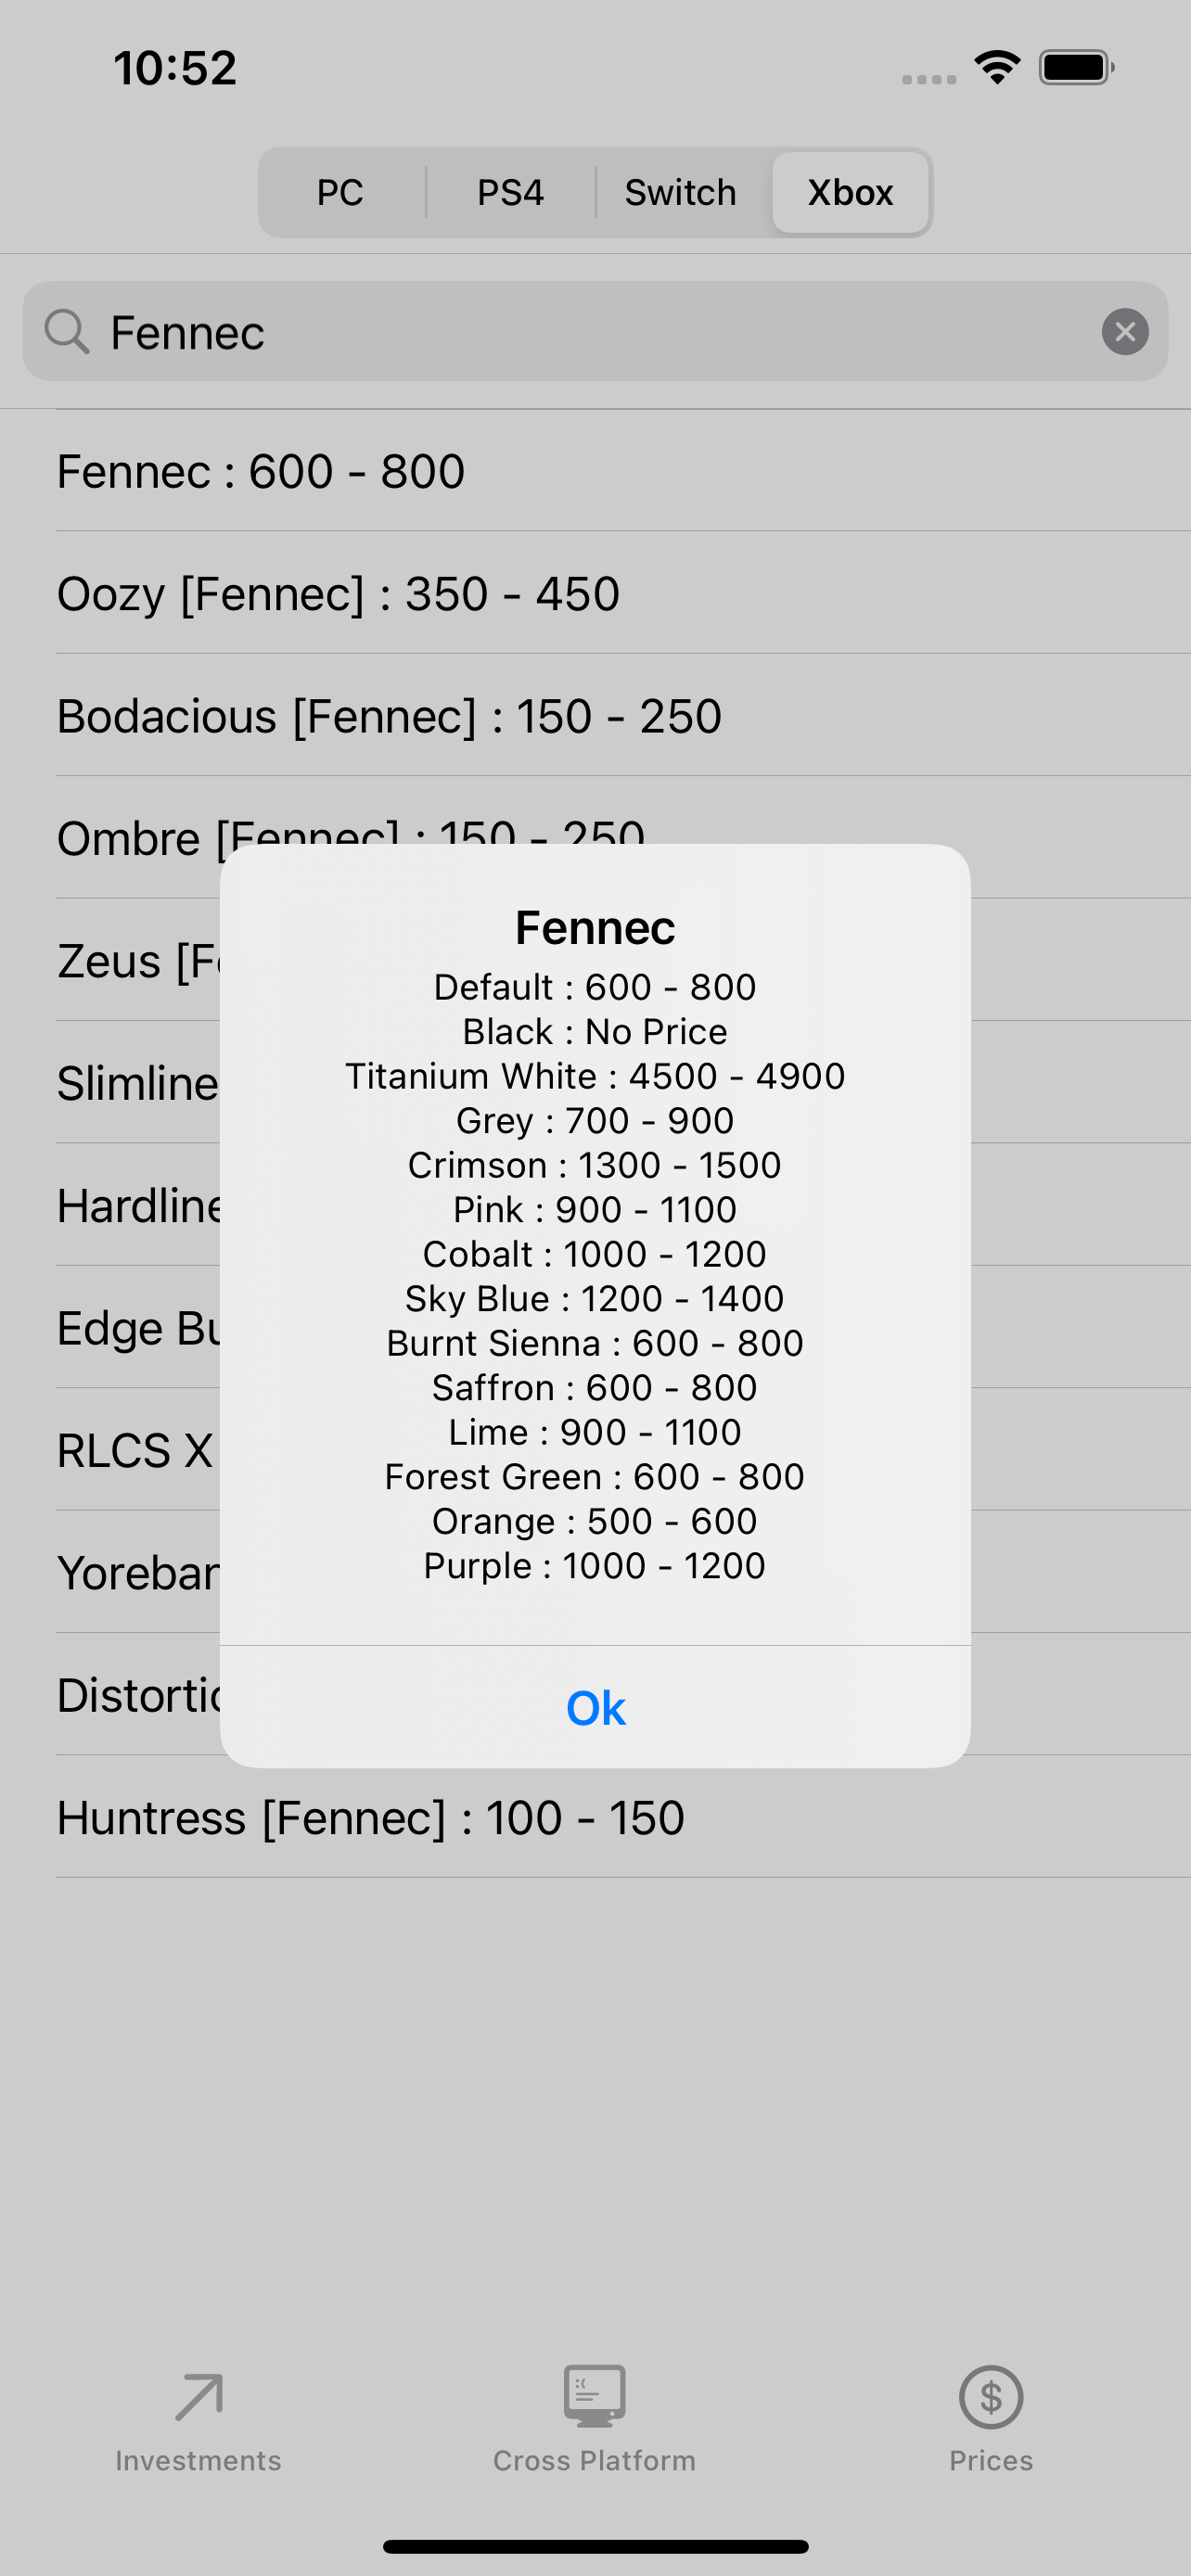 10:52
PC PS4 Switch Xbox
Fennec
Fennec : 600 - 800
Oozy [Fennec] : 350 - 450
Bodacious [Fennec] : 150 - 250
Ombre [Fennec] : 150 - 250
Zeus
Slimline
Hardline
Edge
RLCS X
Huntress [Fennec] : 100 - 150
Fennec
Default : 600 - 800
Black : No Price
Titanium White : 4500 - 4900
Grey : 700 - 900
Crimson : 1300 - 1500
Pink : 900 - 1100
Cobalt : 1000 - 1200
Sky Blue : 1200 - 1400
Burnt Sienna : 600 - 800
Saffron : 600 - 800
Lime : 900 - 1100
Forest Green : 600 - 800
Orange : 500 - 600
Purple : 1000 - 1200
Ok
Investments Cross Platform Prices